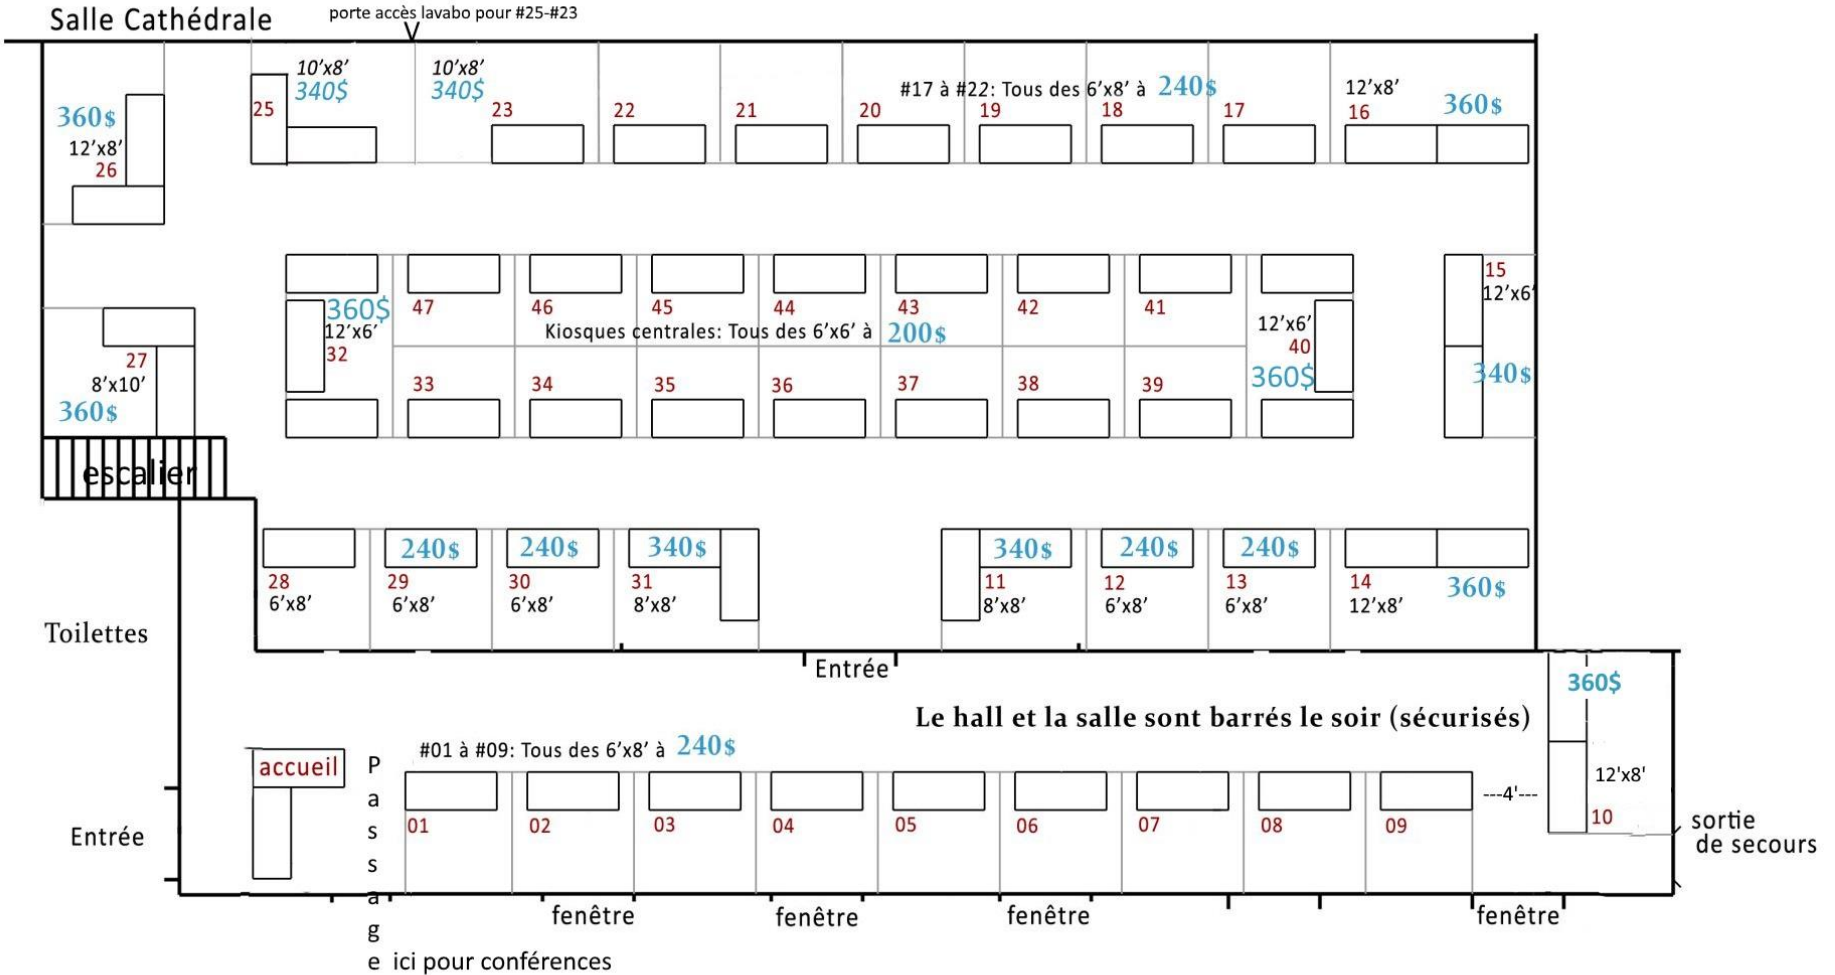 Salle Cathédrale
porte accès lavabo pour #25-#23
10’x8’
340$
10’x8’
340$
#17 à #22: Tous des 6’x8’ à 240$
12’x8’
360$
360$
12’x8’
26
25
23
22
21
20
19
18
17
16
47
46
45
44
43
42
41
15
12’x6’
360$
12’x6’
32
Kiosques centrales: Tous des 6’x6’ à 200$
12’x6’
40
360$
340$
27
8’x10’
360$
33
34
35
36
37
38
39
escalier
240$
240$
340$
340$
240$
240$
28
29
30
31
11
12
13
14
360$
6’x8’
6’x8’
6’x8’
8’x8’
8’x8’
6’x8’
6’x8’
12’x8’
Toilettes
Entrée
360$
Le hall et la salle sont barrés le soir (sécurisés)
#01 à #09: Tous des 6’x8’ à 240$
accueil
Passage
12'x8'
---4'---
10
01
02
03
04
05
06
07
08
09
Entrée
sortie
de secours
fenêtre
fenêtre
fenêtre
fenêtre
ici pour conférences